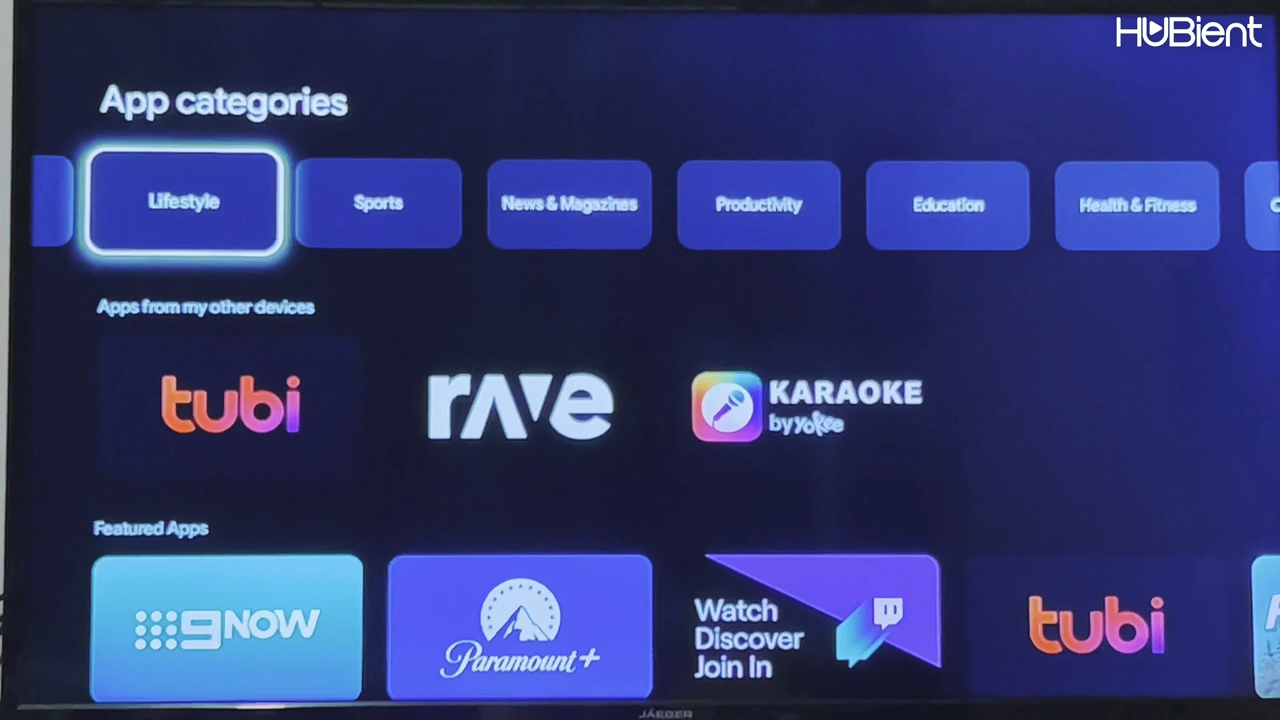 HUBient
App categories
Lifestyle
Sports
News & Magazines
Productivity
Education
Health & Fitness
Apps from my other devices
tubi
rave
KARAOKE
by Yokee
Featured Apps
9NOW
Paramount+
Watch
Discover
Join In
tubi
JÁEGER